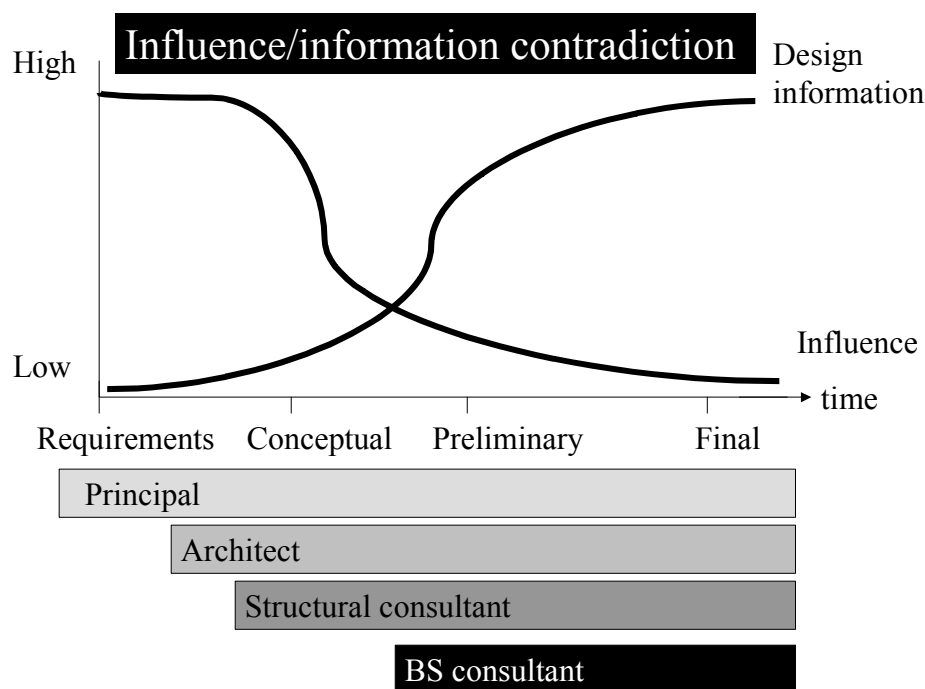 Influence/information contradiction
High
Design
information
Low
Influence
time
Requirements Conceptual Preliminary Final
Principal
Architect
Structural consultant
BS consultant